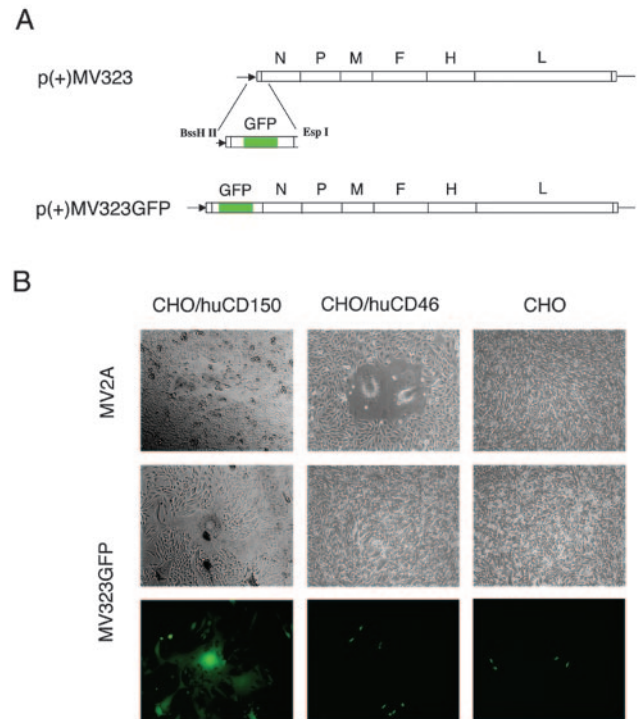 A
N P M F H L
p(+)MV323
BssH II GFP Esp I
GFP N P M F H L
p(+)MV323GFP
B
CHO/huCD150 CHO/huCD46 CHO
MV2A
MV323GFP